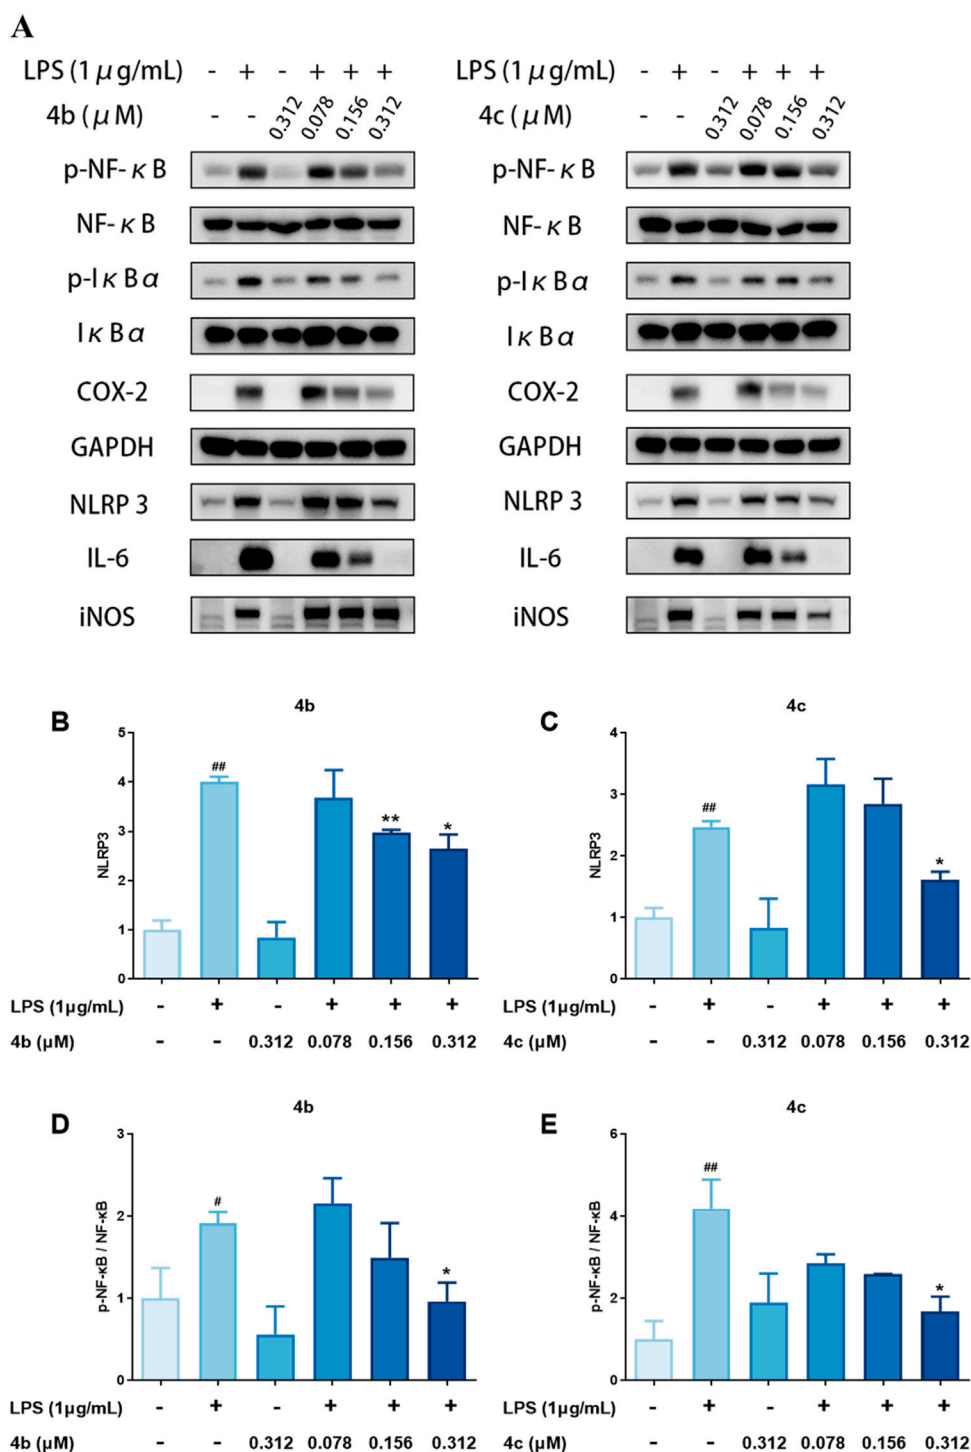 A
LPS (1 μg/mL) - + - + + +
4b (μM) - - 0.312 0.078 0.156 0.312
p-NF-κB
NF-κB
p-IκBα
IκBα
COX-2
GAPDH
NLRP 3
IL-6
iNOS
LPS (1 μg/mL) - + - + + +
4c (μM) - - 0.312 0.078 0.156 0.312
p-NF-κB
NF-κB
p-IκBα
IκBα
COX-2
GAPDH
NLRP 3
IL-6
iNOS
B
4b
NLRP3
5
4
3
2
1
0
##
**
*
LPS (1μg/mL) - + - + + +
4b (μM) - - 0.312 0.078 0.156 0.312
C
4c
NLRP3
4
3
2
1
0
##
*
LPS (1μg/mL) - + - + + +
4c (μM) - - 0.312 0.078 0.156 0.312
D
4b
p-NF-κB / NF-κB
3
2
1
0
#
*
LPS (1μg/mL) - + - + + +
4b (μM) - - 0.312 0.078 0.156 0.312
E
4c
p-NF-κB / NF-κB
6
4
2
0
##
*
LPS (1μg/mL) - + - + + +
4c (μM) - - 0.312 0.078 0.156 0.312